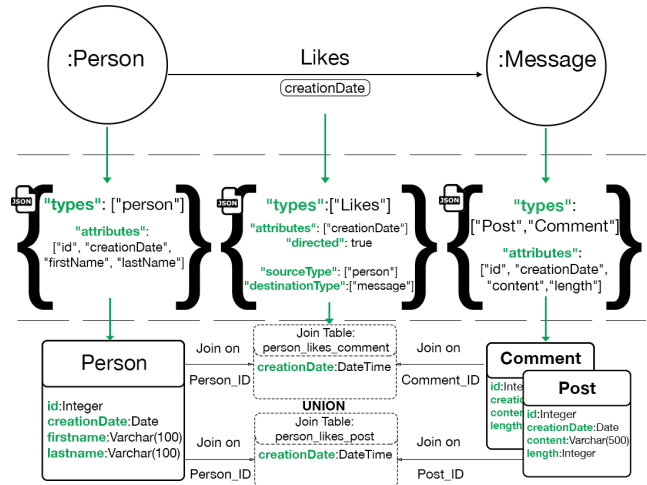 :Person
Likes
creationDate
:Message
JSON
"types": ["person"]
"attributes":
["id", "creationDate",
"firstName", "lastName"]
JSON
"types":["Likes"]
"attributes": ["creationDate"]
"directed": true
"sourceType": ["person"]
"destinationType":["message"]
JSON
"types":
["Post","Comment"]
"attributes":
["id", "creationDate",
"content","length"]
Person
id:Integer
creationDate:Date
firstname:Varchar(100)
lastname:Varchar(100)
Join on
Person_ID
Join Table:
person_likes_comment
creationDate:DateTime
Join on
Comment_ID
UNION
Join on
Person_ID
Join Table:
person_likes_post
creationDate:DateTime
Join on
Post_ID
Comment
length
Post
id:Integer
creationDate:Date
content:Varchar(500)
length:Integer